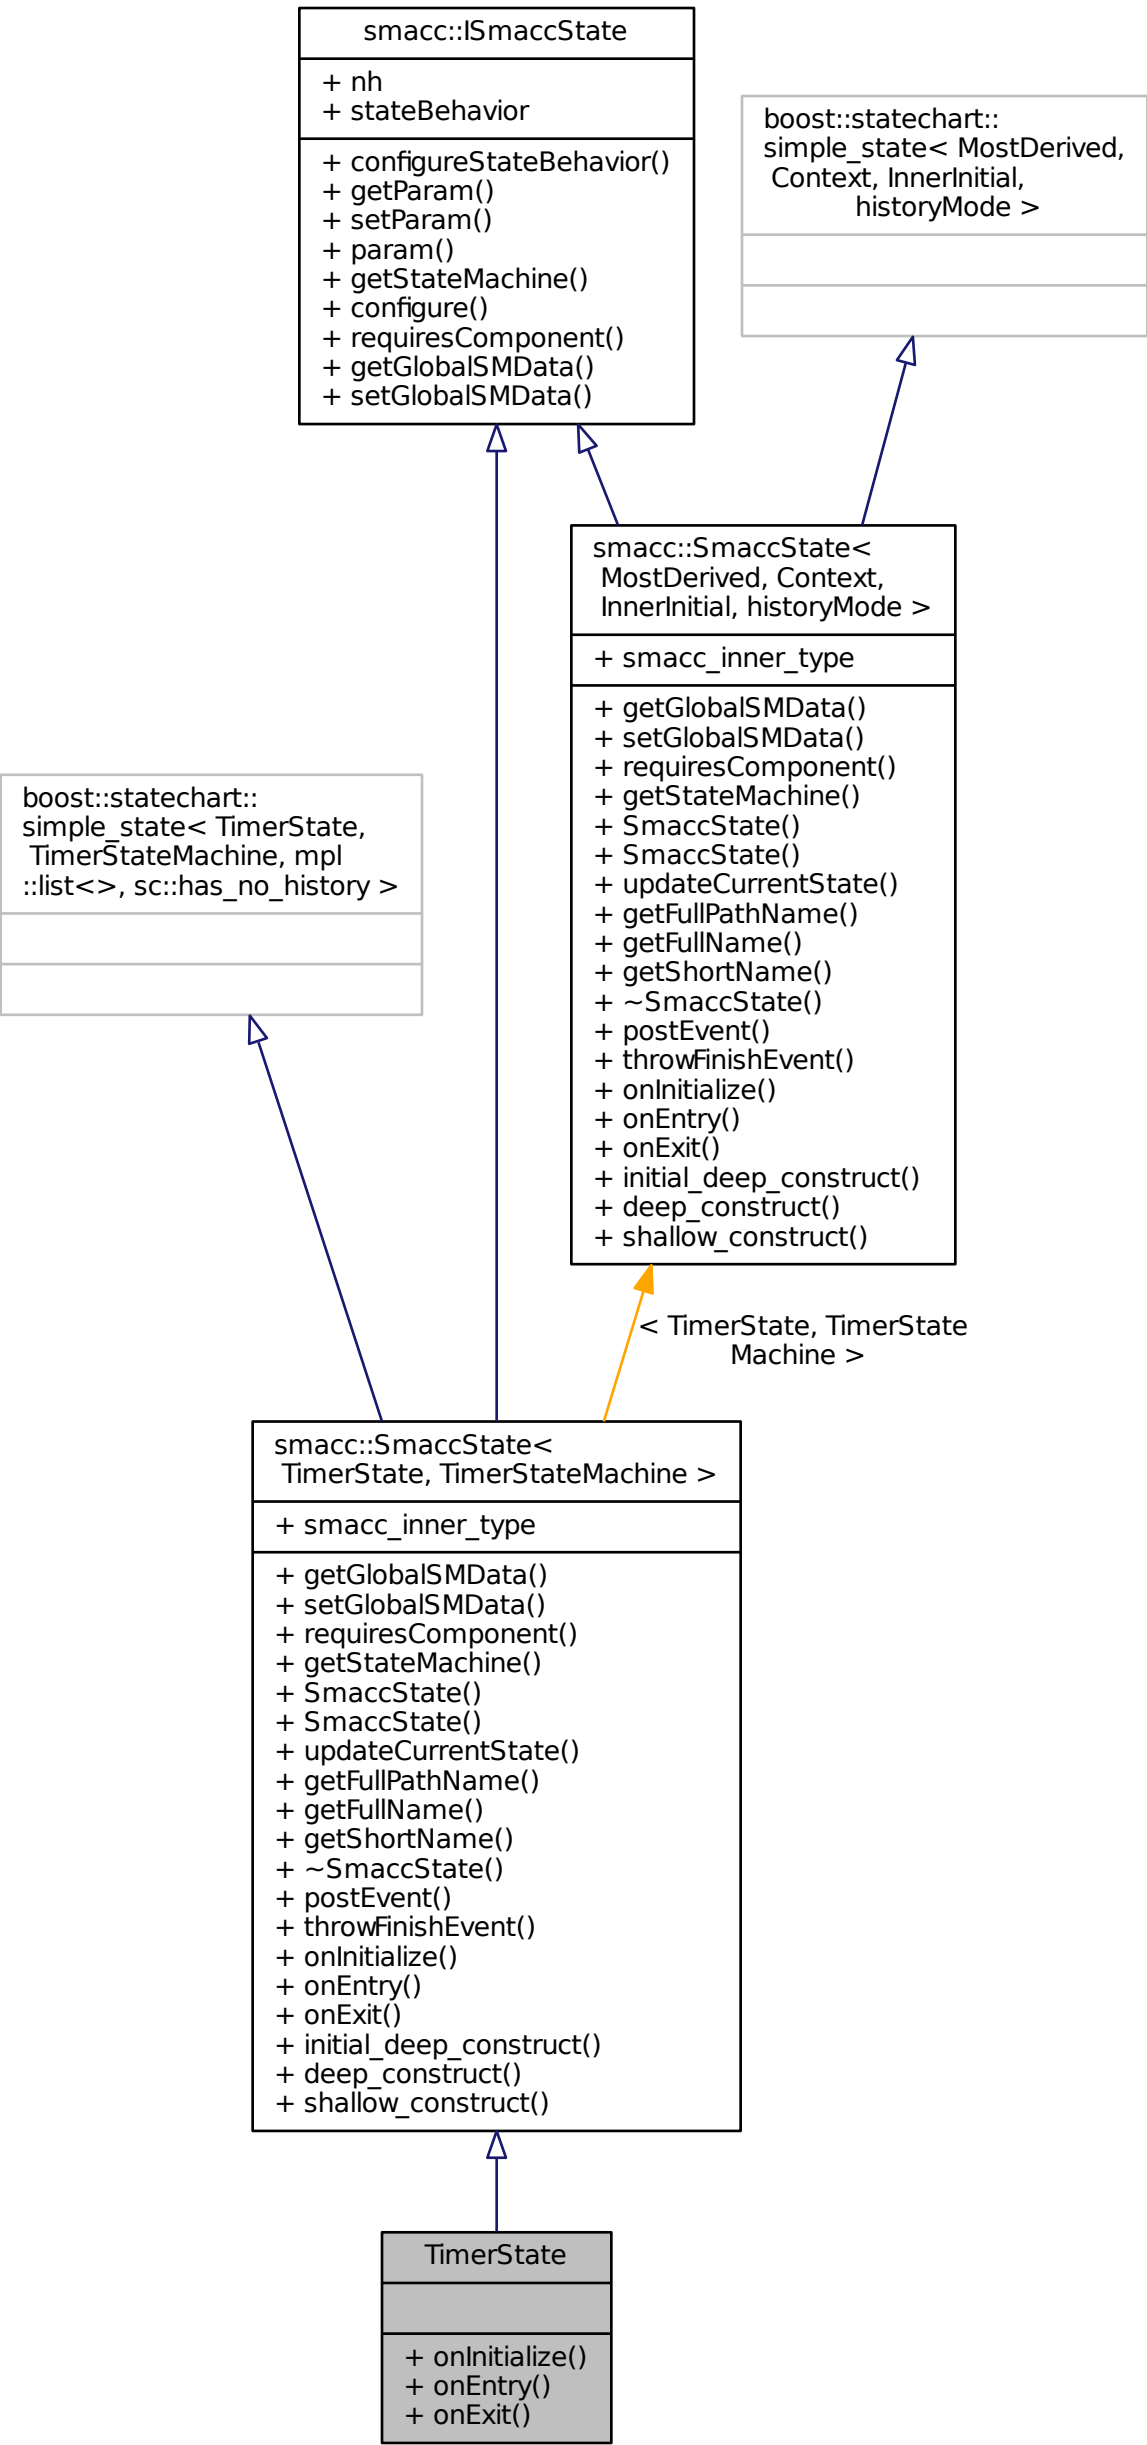 smacc::ISmaccState
+ nh
+ stateBehavior
+ configureStateBehavior()
+ getParam()
+ setParam()
+ param()
+ getStateMachine()
+ configure()
+ requiresComponent()
+ getGlobalSMData()
+ setGlobalSMData()
boost::statechart::
simple_state< MostDerived,
Context, InnerInitial,
historyMode >
smacc::SmaccState<
MostDerived, Context,
InnerInitial, historyMode >
+ smacc_inner_type
+ getGlobalSMData()
+ setGlobalSMData()
+ requiresComponent()
+ getStateMachine()
+ SmaccState()
+ SmaccState()
+ updateCurrentState()
+ getFullPathName()
+ getFullName()
+ getShortName()
+ ~SmaccState()
+ postEvent()
+ throwFinishEvent()
+ onInitialize()
+ onEntry()
+ onExit()
+ initial_deep_construct()
+ deep_construct()
+ shallow_construct()
boost::statechart::
simple_state< TimerState,
TimerStateMachine, mpl
::list<>, sc::has_no_history >
< TimerState, TimerState
Machine >
smacc::SmaccState<
TimerState, TimerStateMachine >
+ smacc_inner_type
+ getGlobalSMData()
+ setGlobalSMData()
+ requiresComponent()
+ getStateMachine()
+ SmaccState()
+ SmaccState()
+ updateCurrentState()
+ getFullPathName()
+ getFullName()
+ getShortName()
+ ~SmaccState()
+ postEvent()
+ throwFinishEvent()
+ onInitialize()
+ onEntry()
+ onExit()
+ initial_deep_construct()
+ deep_construct()
+ shallow_construct()
TimerState
+ onInitialize()
+ onEntry()
+ onExit()